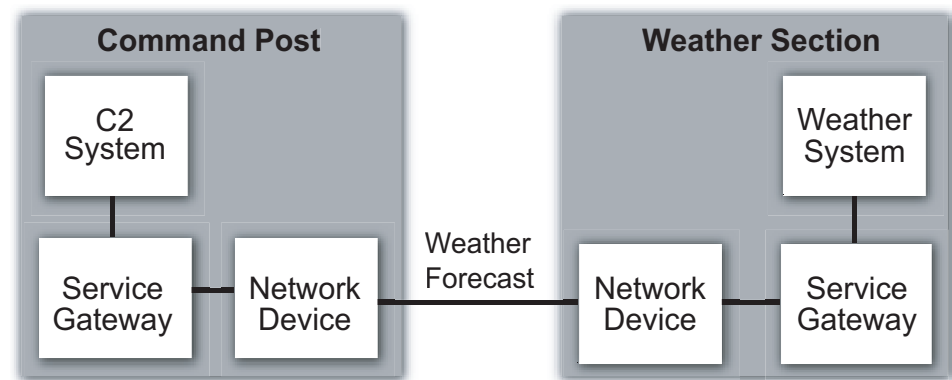 Command Post
C2
System
Service
Gateway
Network
Device
Weather
Forecast
Weather Section
Weather
System
Network
Device
Service
Gateway